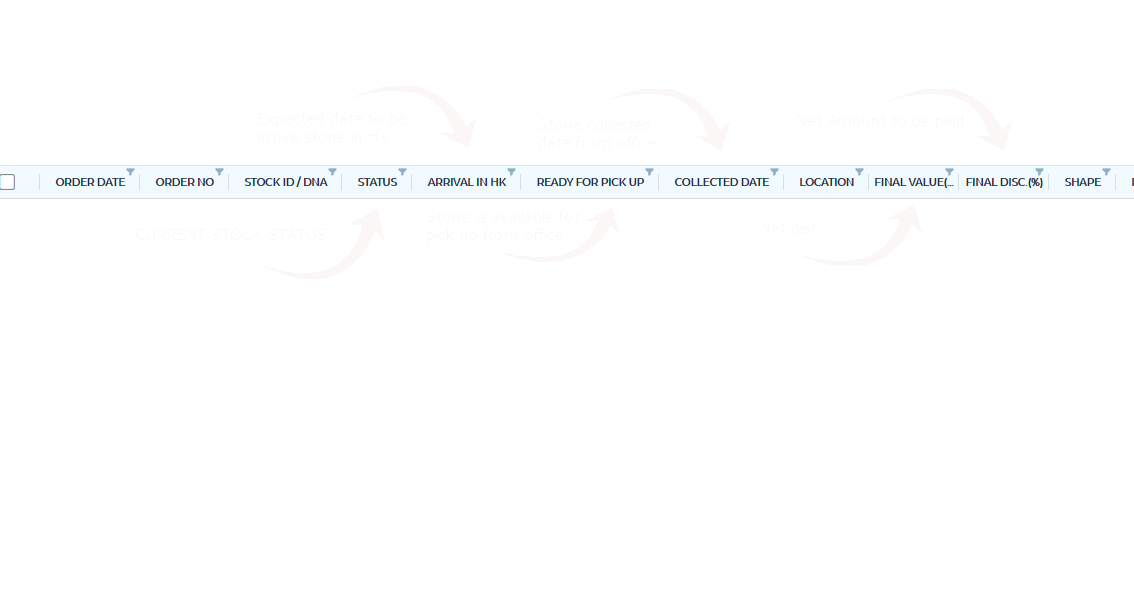 Expected date to be
arrive stone in HK
Stone collected
date from office
Net Amount to be paid
ORDER DATE
ORDER NO
STOCK ID / DNA
STATUS
ARRIVAL IN HK
READY FOR PICK UP
COLLECTED DATE
LOCATION
FINAL VALUE(...
FINAL DISC.(%)
SHAPE
CURRENT STOCK STATUS
Stone is available for
pick up from office
Net disc